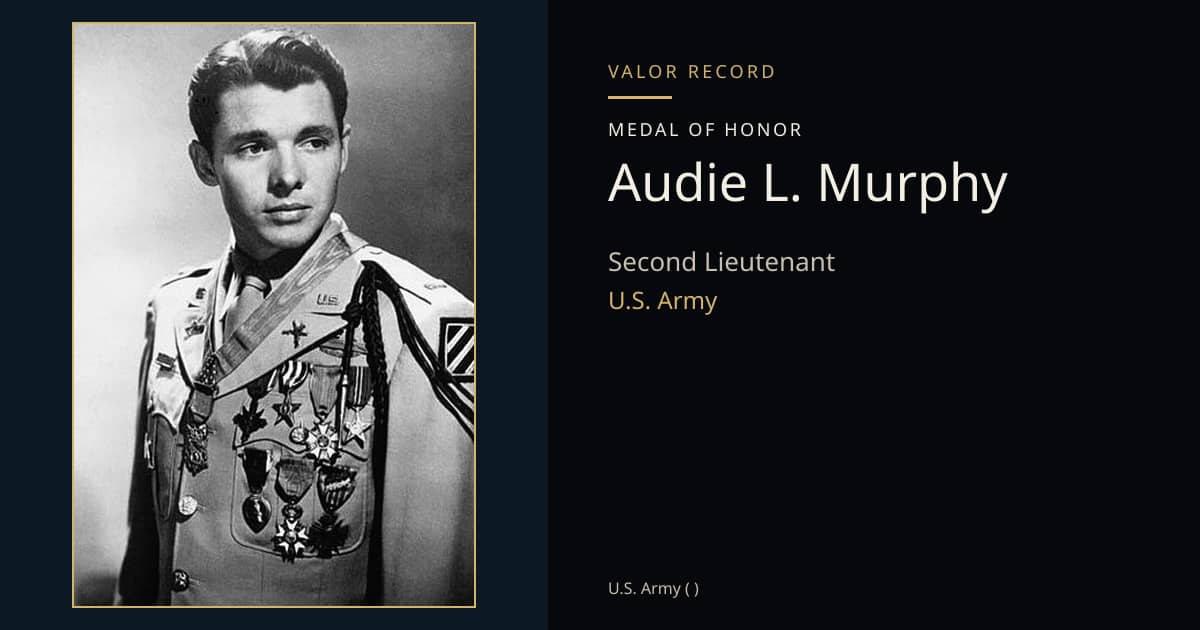 VALOR RECORD
MEDAL OF HONOR
Audie L. Murphy
Second Lieutenant
U.S. Army
U.S. Army ( )
U.S.